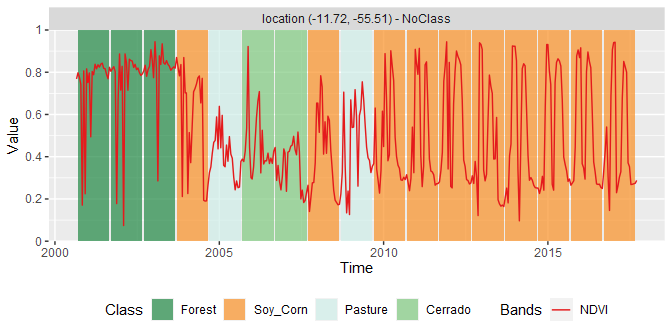 location (-11.72, -55.51) - NoClass
1
0.8
0.6
0.4
0.2
0
Value
2000 2005 2010 2015
Time
Class Forest Soy_Corn Pasture Cerrado Bands NDVI